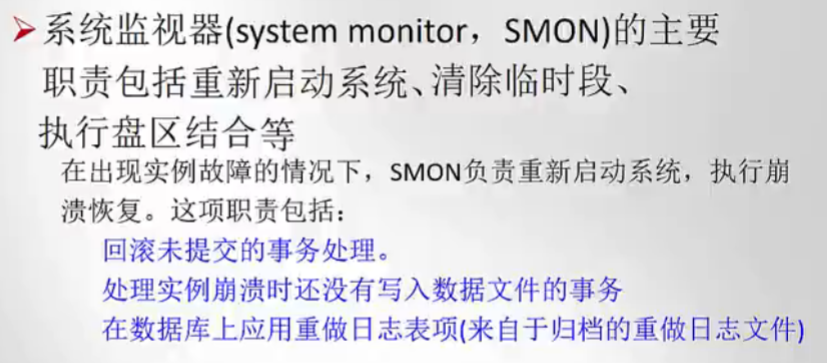 ➢系统监视器(system monitor，SMON)的主要
职责包括重新启动系统、清除临时段、
执行盘区结合等
在出现实例故障的情况下，SMON负责重新启动系统，执行崩
溃恢复。这项职责包括：
回滚未提交的事务处理。
处理实例崩溃时还没有写入数据文件的事务
在数据库上应用重做日志表项(来自于归档的重做日志文件)